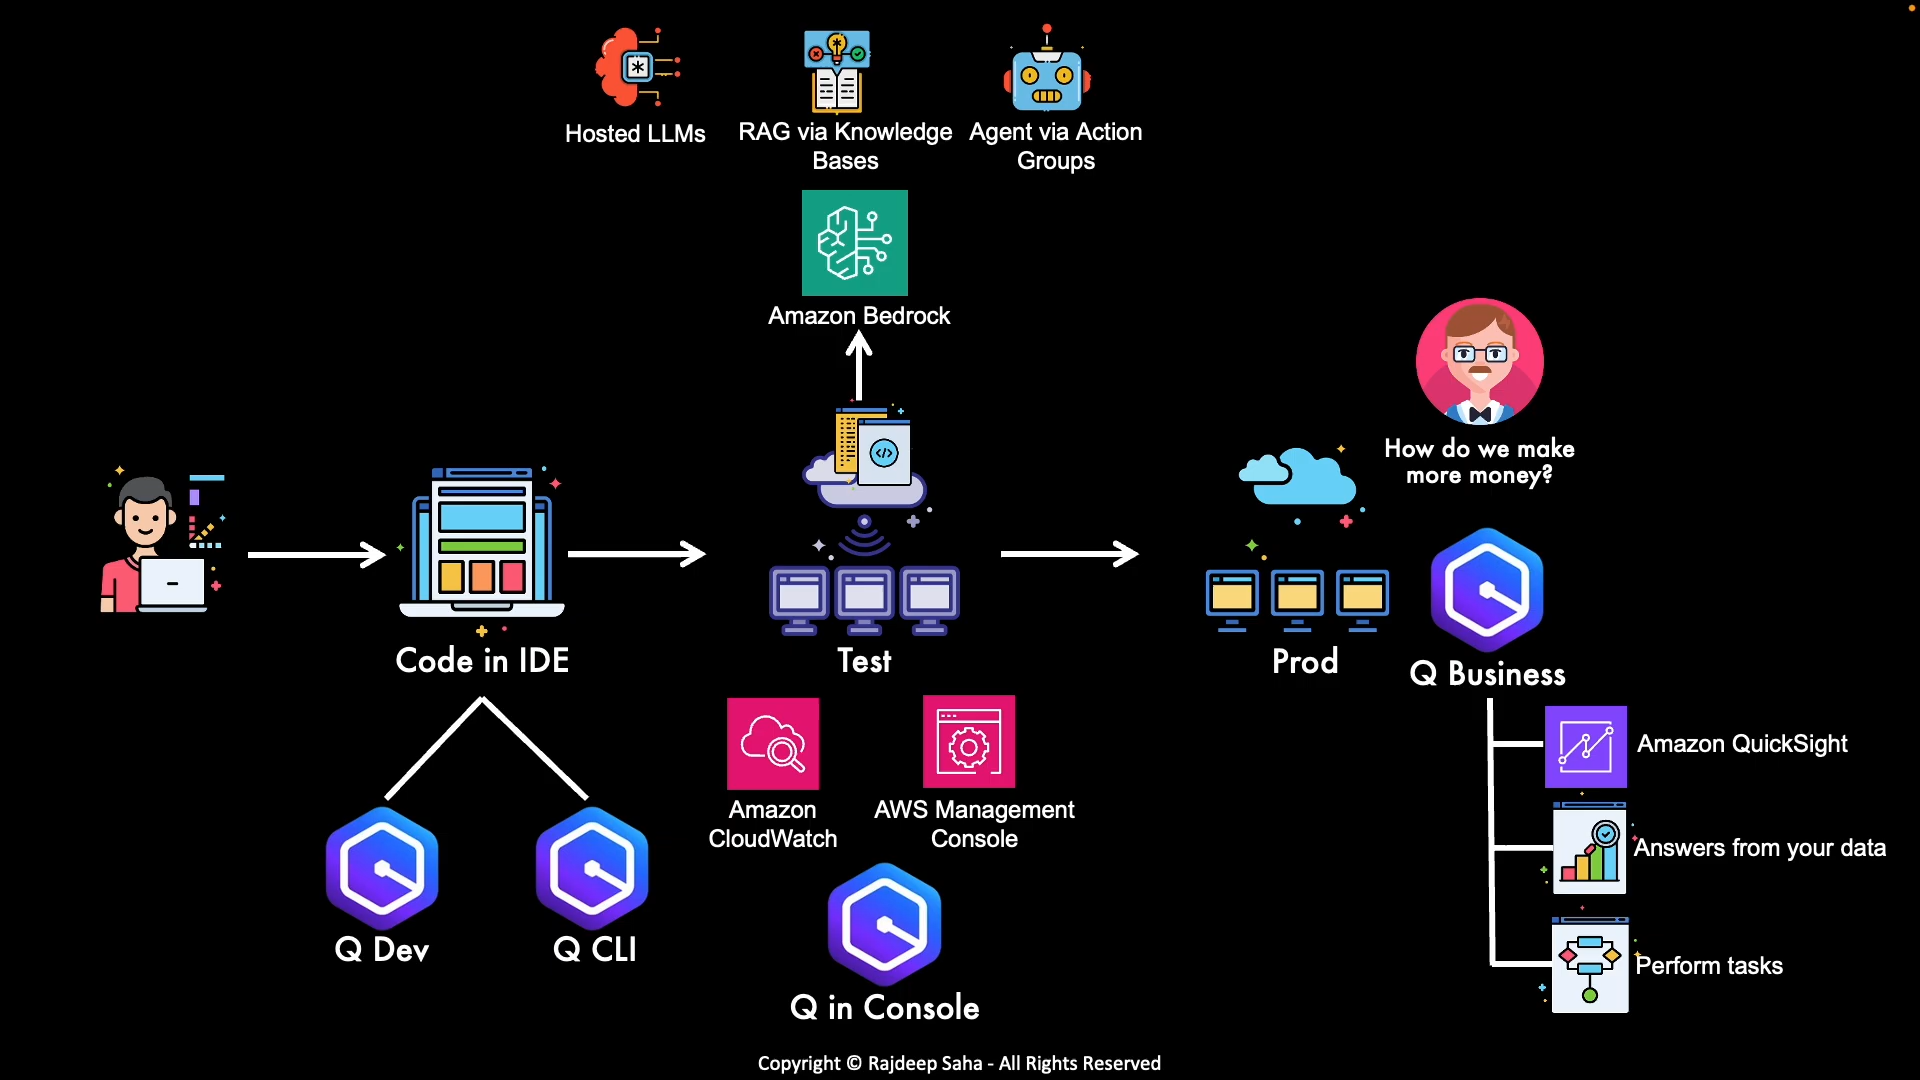 Hosted LLMs
RAG via Knowledge
Bases
Agent via Action
Groups
Amazon Bedrock
How do we make
more money?
Code in IDE
Test
Prod
Q Business
Amazon
CloudWatch
AWS Management
Console
Amazon QuickSight
Answers from your data
Perform tasks
Q Dev
Q CLI
Q in Console
Copyright © Rajdeep Saha - All Rights Reserved